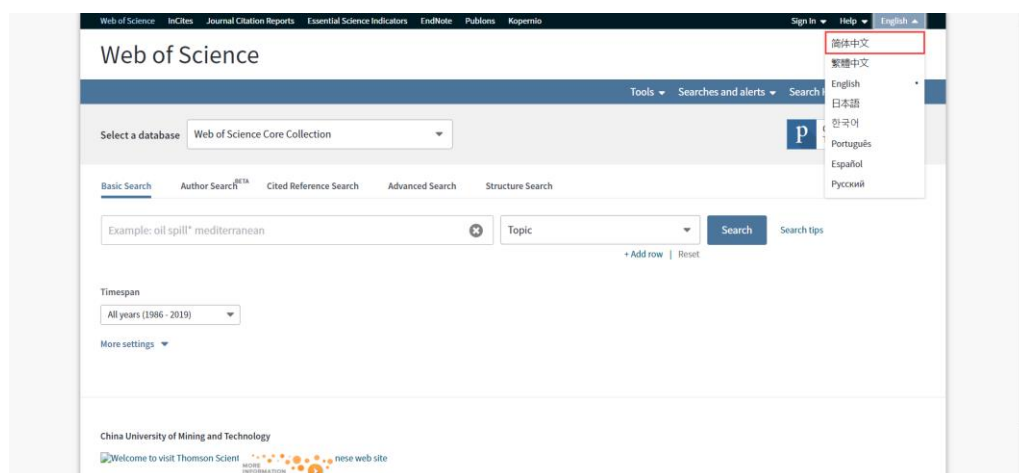 Web of Science InCites Journal Citation Reports Essential Science Indicators EndNote Publons Kopernio Sign In Help English
Web of Science
简体中文
繁體中文
English
日本語
한국어
Português
Español
Русский
Tools Searches and alerts Search
Select a database Web of Science Core Collection
p
Basic Search Author Search BETA Cited Reference Search Advanced Search Structure Search
Example: oil spill* mediterranean Topic Search Search tips
+ Add row | Reset
Timespan
All years (1986 - 2019)
More settings
China University of Mining and Technology
Welcome to visit Thomson Scient nese web site
MORE
INFORMATION